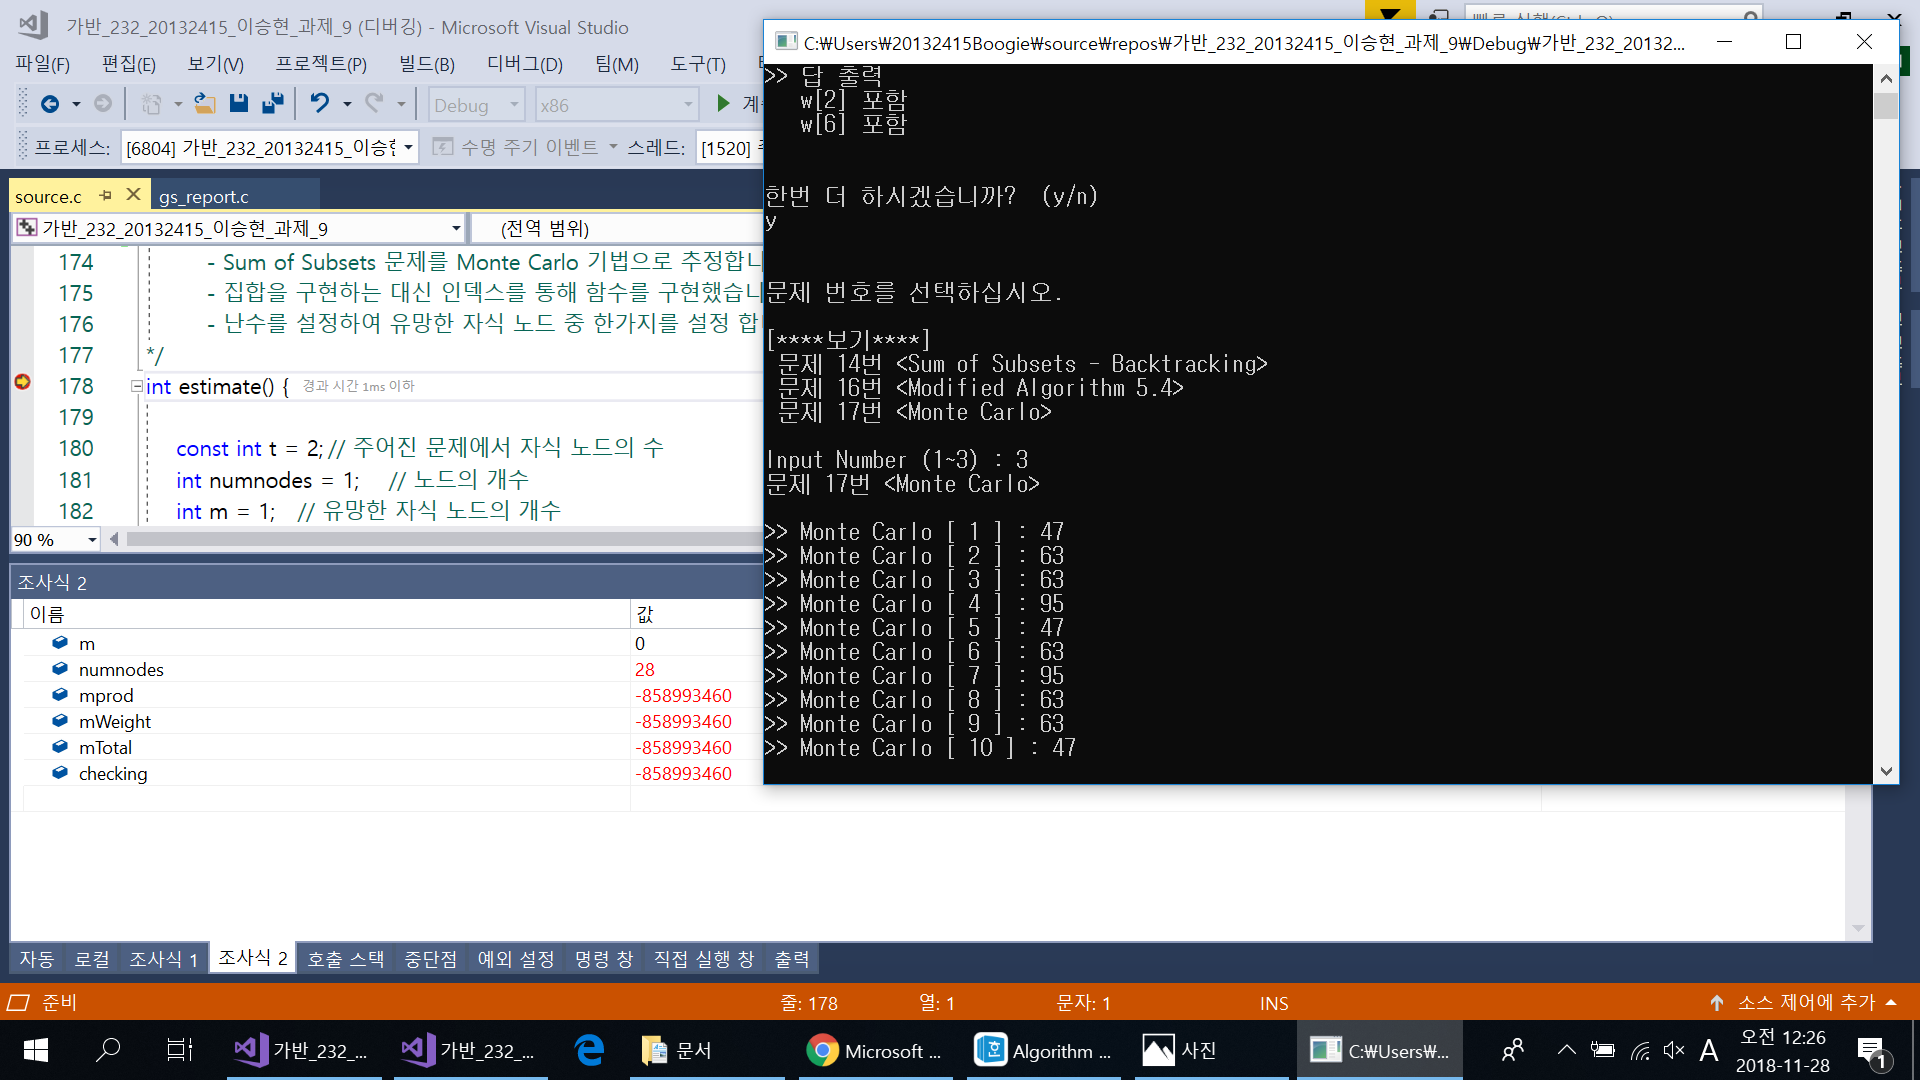 가반_232_20132415_이승현_과제_9 (디버깅) - Microsoft Visual Studio
파일(F) 편집(E) 보기(V) 프로젝트(P) 빌드(B) 디버그(D) 팀(M) 도구(T)
Debug x86
프로세스: [6804] 가반_232_20132415_이승 수명 주기 이벤트 스레드: [1520]
source.c gs_report.c
가반_232_20132415_이승현_과제_9 (전역 범위)
174 - Sum of Subsets 문제를 Monte Carlo 기법으로 추정합니
175 - 집합을 구현하는 대신 인덱스를 통해 함수를 구현했습니
176 - 난수를 설정하여 유망한 자식 노드 중 한가지를 설정 합
177 */
178 int estimate() { 경과 시간 1ms 이하
179
180 const int t = 2; // 주어진 문제에서 자식 노드의 수
181 int numnodes = 1; // 노드의 개수
182 int m = 1; // 유망한 자식 노드의 개수
90 %
조사식 2
이름 값
m 0
numnodes 28
mprod -858993460
mWeight -858993460
mTotal -858993460
checking -858993460
자동 로컬 조사식 1 조사식 2 호출 스택 중단점 예외 설정 명령 창 직접 실행 창 출력
준비 줄: 178 열: 1 문자: 1 INS 소스 제어에 추가
C:₩Users₩20132415Boogie₩source₩repos₩가반_232_20132415_이승현_과제_9₩Debug₩가반_232_20132...
>> 답 출력
w[2] 포함
w[6] 포함
한번 더 하시겠습니까? (y/n)
y
문제 번호를 선택하십시오.
[****보기****]
문제 14번 <Sum of Subsets - Backtracking>
문제 16번 <Modified Algorithm 5.4>
문제 17번 <Monte Carlo>
Input Number (1~3) : 3
문제 17번 <Monte Carlo>
>> Monte Carlo [ 1 ] : 47
>> Monte Carlo [ 2 ] : 63
>> Monte Carlo [ 3 ] : 63
>> Monte Carlo [ 4 ] : 95
>> Monte Carlo [ 5 ] : 47
>> Monte Carlo [ 6 ] : 63
>> Monte Carlo [ 7 ] : 95
>> Monte Carlo [ 8 ] : 63
>> Monte Carlo [ 9 ] : 63
>> Monte Carlo [ 10 ] : 47
가반_232_... 가반_232_... 문서 Microsoft ... Algorithm ... 사진 C:₩Users₩... A 오전 12:26
2018-11-28 1